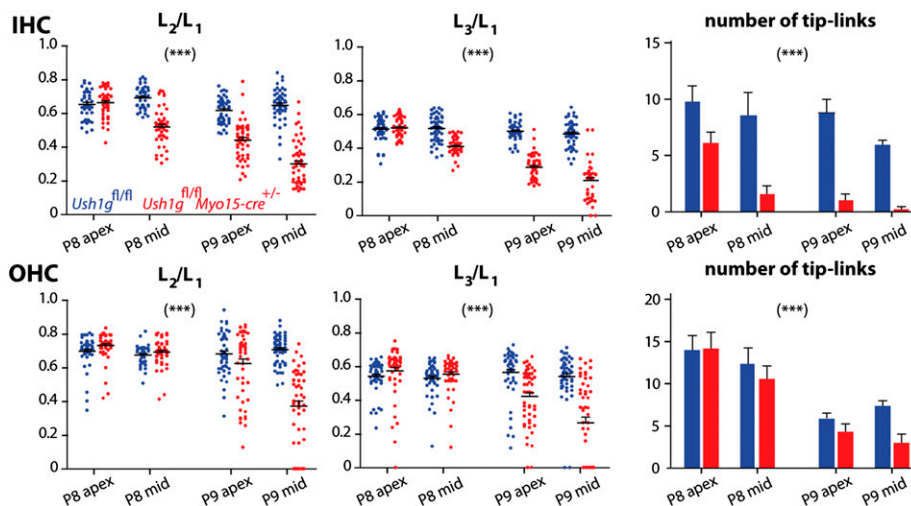 IHC
L2/L1
(***)
1.0
0.8
0.6
0.4
0.2
0
Ush1g fl/fl Ush1g fl/fl Myo15-cre +/-
P8 apex P8 mid P9 apex P9 mid
L3/L1
(***)
1.0
0.8
0.6
0.4
0.2
0
P8 apex P8 mid P9 apex P9 mid
number of tip-links
(***)
15
10
5
0
P8 apex P8 mid P9 apex P9 mid
OHC
L2/L1
(***)
1.0
0.8
0.6
0.4
0.2
0
P8 apex P8 mid P9 apex P9 mid
L3/L1
(***)
1.0
0.8
0.6
0.4
0.2
0
P8 apex P8 mid P9 apex P9 mid
number of tip-links
(***)
20
15
10
5
0
P8 apex P8 mid P9 apex P9 mid